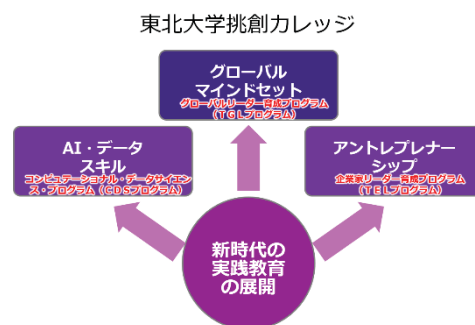 東北大学挑創カレッジ
グローバル
マインドセット
グローバルリーダー育成プログラム
(TGLプログラム)
AI・データ
スキル
コンピュテーショナル・データサイエン
ス・プログラム(CDSプログラム)
アントレプレナー
シップ
企業家リーダー育成プログラム
(TELプログラム)
新時代の
実践教育
の展開